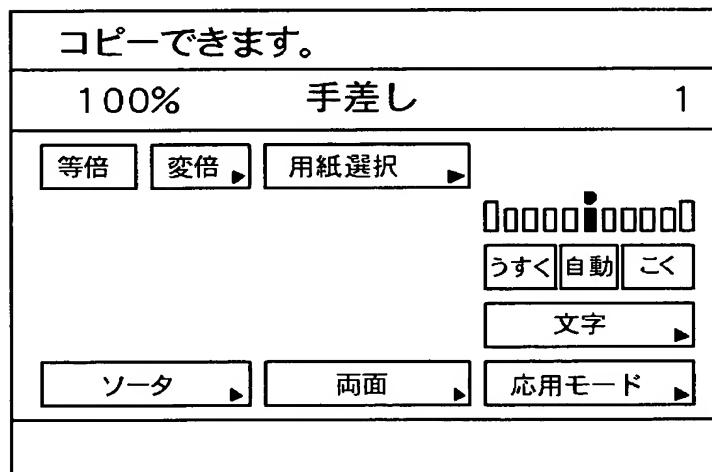 コピーできます。
100% 手差し 1
等倍 変倍 用紙選択
うすく 自動 こく
文字
ソータ 両面 応用モード